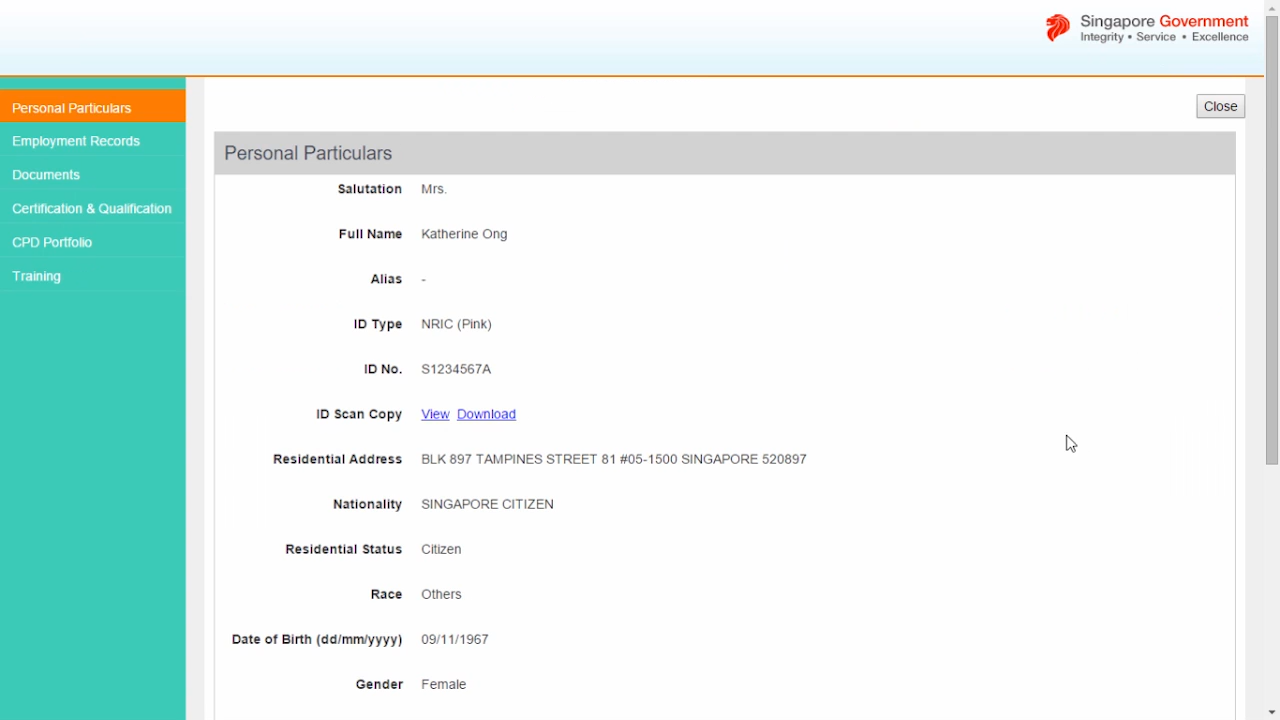 Singapore Government
Integrity • Service • Excellence
Personal Particulars
Employment Records
Documents
Certification & Qualification
CPD Portfolio
Training
Close
Personal Particulars
Salutation Mrs.
Full Name Katherine Ong
Alias -
ID Type NRIC (Pink)
ID No. S1234567A
ID Scan Copy View Download
Residential Address BLK 897 TAMPINES STREET 81 #05-1500 SINGAPORE 520897
Nationality SINGAPORE CITIZEN
Residential Status Citizen
Race Others
Date of Birth (dd/mm/yyyy) 09/11/1967
Gender Female